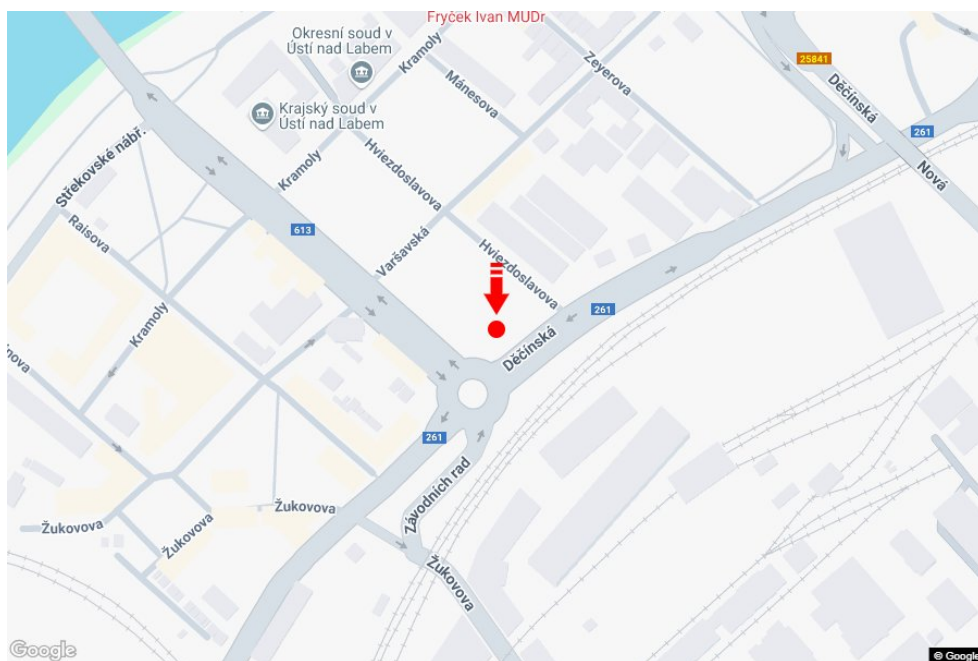 Fryček Ivan MUDr
Okresní soud v
Ústí nad Labem
Kramoly
Zeyerova
25841
Děčínská
Mánesova
Krajský soud v
Ústí nad Labem
261
Střekovské nábř.
Kramoly
Hviezdoslavova
Nová
Raisova
613
Varšavská
Hviezdoslavova
Kramoly
261
Děčínská
nova
261
Závodních rad
Žukovova
Žukovova
Žukovova
Žukovova
Google
© Google